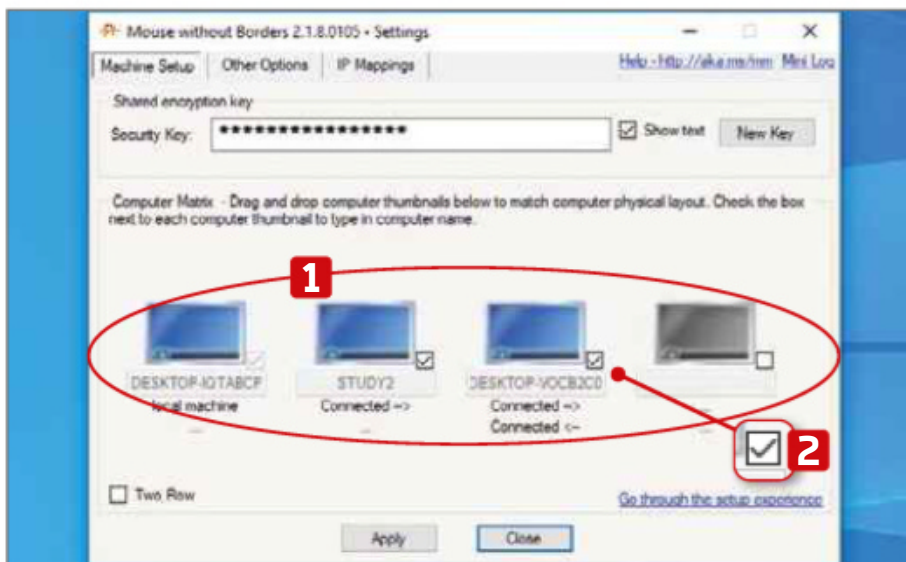 Mouse without Borders 2.1.8.0105 - Settings
Machine Setup Other Options IP Mappings Help - http://aka.ms/mm Mini Log
Shared encryption key
Security Key: **************** Show text New Key
Computer Matrix - Drag and drop computer thumbnails below to match computer physical layout. Check the box
next to each computer thumbnail to type in computer name.
1
DESKTOP-IQTABCP STUDY2 DESKTOP-VOCB2C0
local machine Connected --> Connected -->
Connected <--
2
Two Row
Go through the setup experience
Apply Close